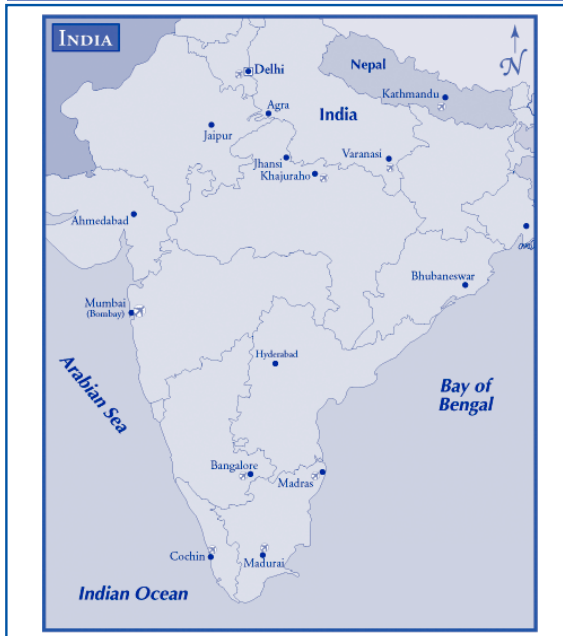 INDIA
N
Delhi
Nepal
Kathmandu
Agra
India
Jaipur
Jhansi
Varanasi
Khajuraho
Ahmedabad
Bhubaneswar
Mumbai
(Bombay)
Hyderabad
Arabian Sea
Bay of
Bengal
Bangalore
Madras
Cochin
Madurai
Indian Ocean